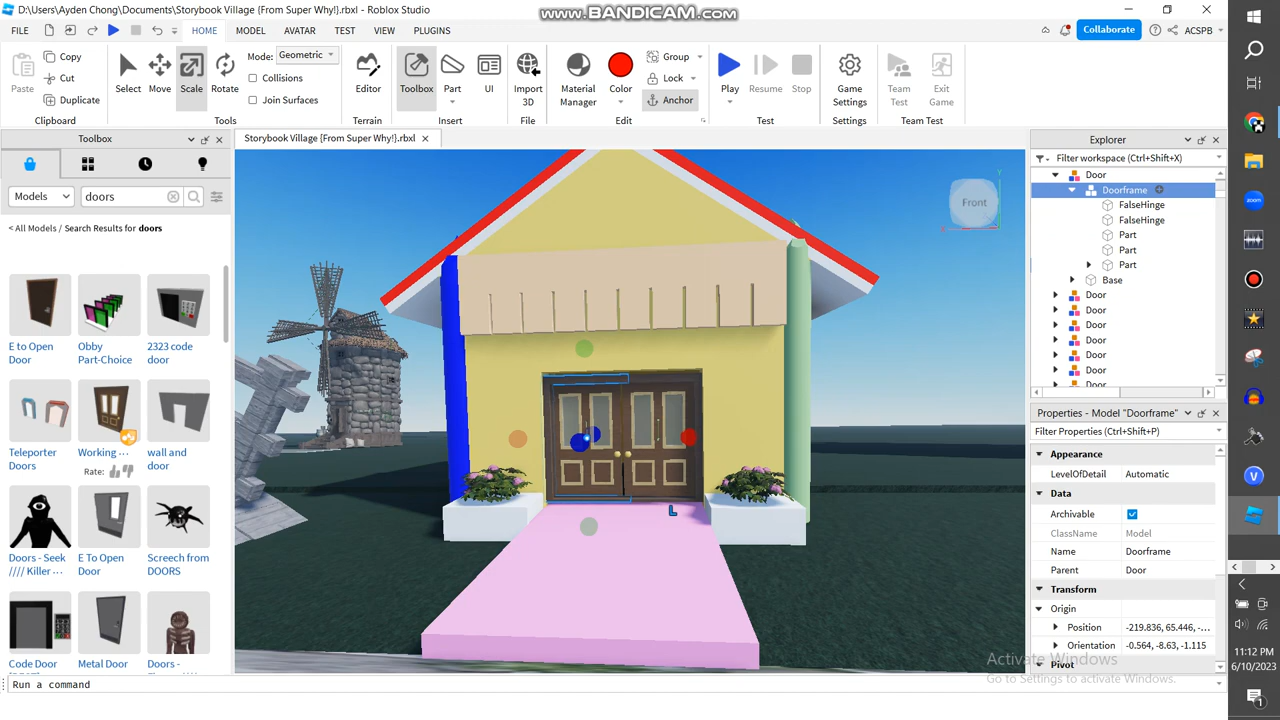 D:\Users\Ayden Chong\Documents\Storybook Village {From Super Why!}.rbxl - Roblox Studio
www.BANDICAM.com
FILE HOME MODEL AVATAR TEST VIEW PLUGINS Collaborate ACSPB
Paste Copy Cut Duplicate
Select Move Scale Rotate
Mode: Geometric
Collisions
Join Surfaces
Editor
Toolbox Part UI
Import 3D
Material Manager
Color
Group
Lock
Anchor
Play Resume Stop
Game Settings
Team Test
Exit Game
Clipboard Tools Terrain Insert File Edit Test Settings Team Test
Toolbox
Storybook Village {From Super Why!}.rbxl
Explorer
Models
doors
< All Models / Search Results for doors
E to Open Door
Obby Part-Choice
2323 code door
Teleporter Doors
Working ...
wall and door
Rate:
Doors - Seek //// Killer ...
E To Open Door
Screech from DOORS
Code Door
Metal Door
Doors -
Front
Y
Filter workspace (Ctrl+Shift+X)
Door
Doorframe
FalseHinge
FalseHinge
Part
Part
Part
Base
Door
Door
Door
Door
Door
Door
Door
Properties - Model "Doorframe"
Filter Properties (Ctrl+Shift+P)
Appearance
LevelOfDetail Automatic
Data
Archivable
ClassName Model
Name Doorframe
Parent Door
Transform
Origin
Position -219.836, 65.446, -...
Orientation -0.564, -8.63, -1.115
Pivot
L
Activate Windows
Go to Settings to activate Windows.
Run a command
zoom
V
11:12 PM
6/10/2023
1